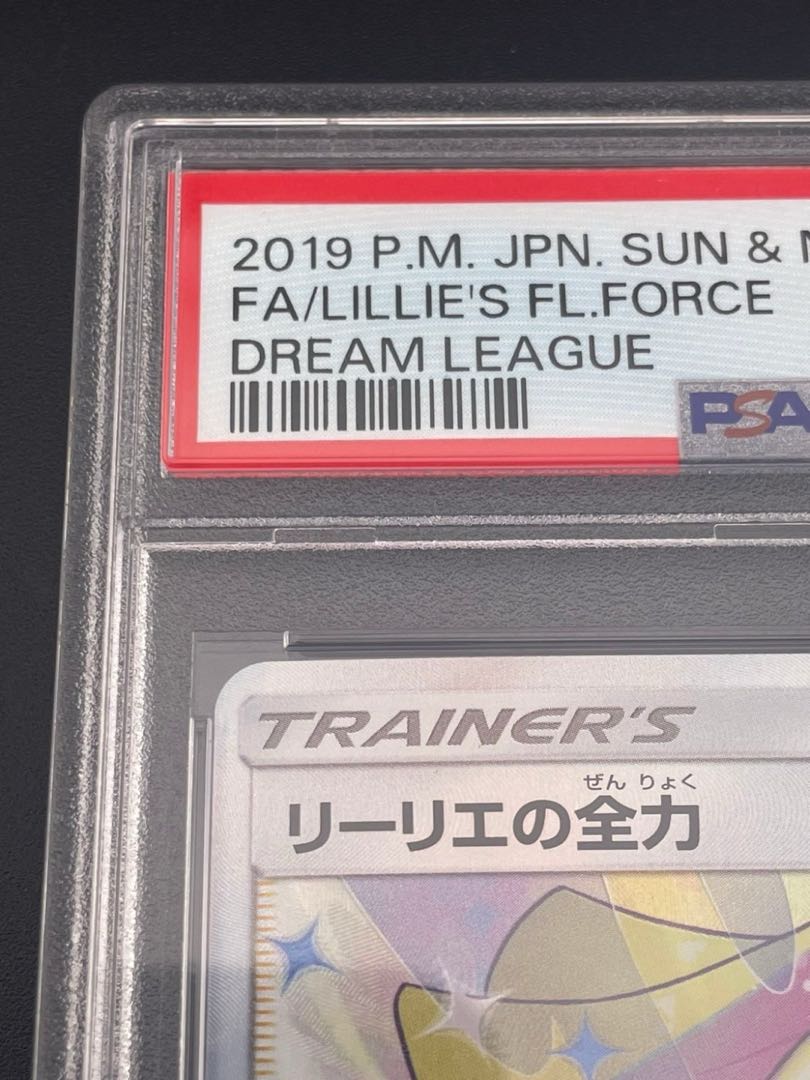 2019 P.M. JPN. SUN &
FA/LILLIE'S FL.FORCE
DREAM LEAGUE
PSA
TRAINER'S
ぜんりょく
リーリエの全力